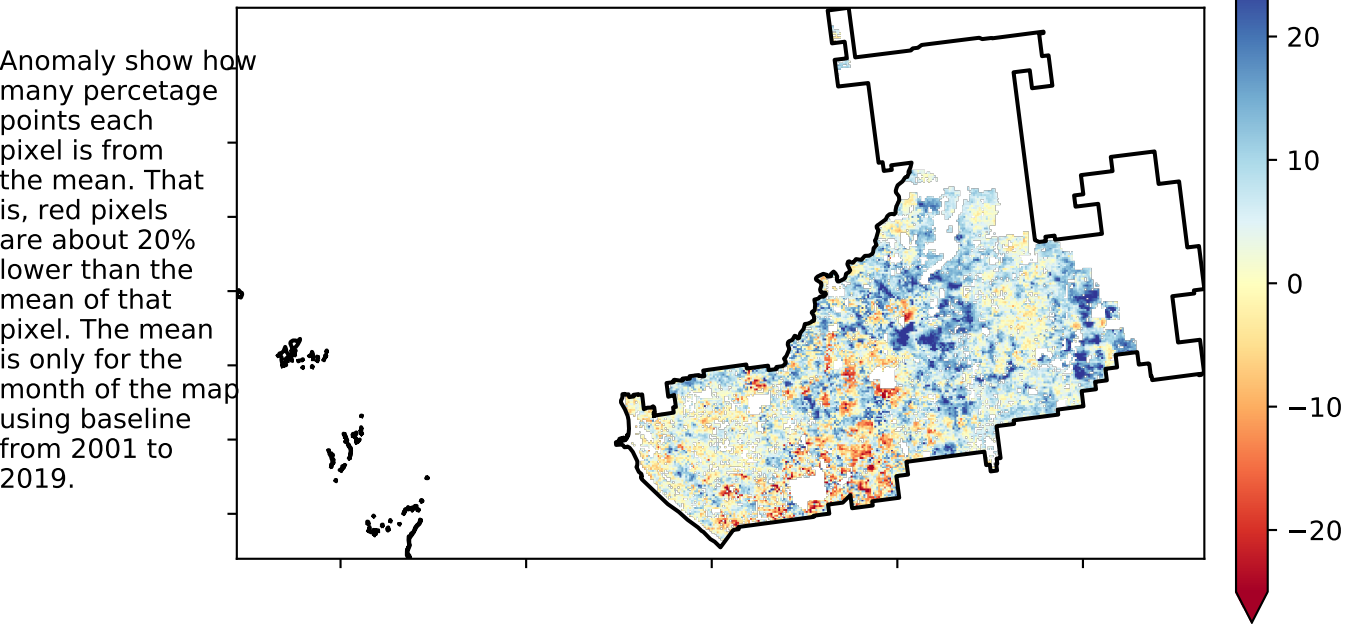 Anomaly show how
many percetage
points each
pixel is from
the mean. That
is, red pixels
are about 20%
lower than the
mean of that
pixel. The mean
is only for the
month of the map
using baseline
from 2001 to
2019.
20
10
0
−10
−20